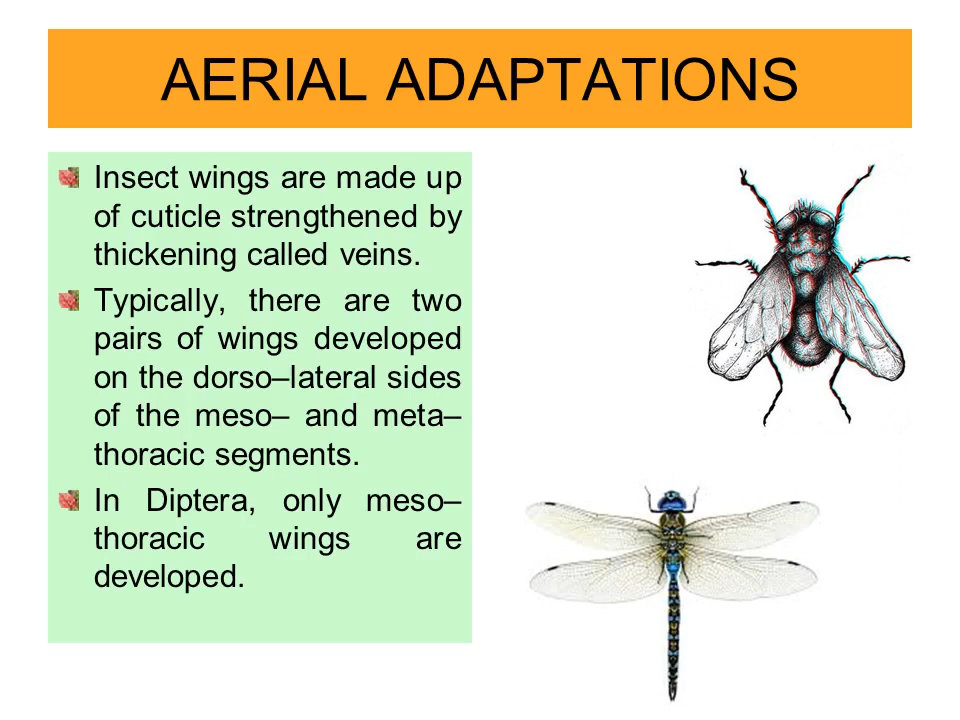 AERIAL ADAPTATIONS
Insect wings are made up
of cuticle strengthened by
thickening called veins.
Typically, there are two
pairs of wings developed
on the dorso–lateral sides
of the meso– and meta–
thoracic segments.
In Diptera, only meso–
thoracic wings are
developed.